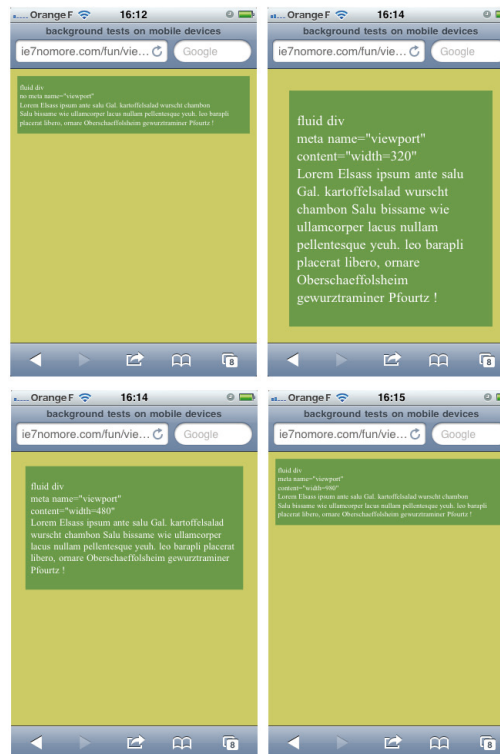 Orange F 16:12
background tests on mobile devices
ie7nomore.com/fun/vie... Google
fluid div
no meta name="viewport"
Lorem Elsass ipsum ante salu Gal. kartoffelsalad wurscht chambon
Salu bissame wie ullamcorper lacus nullam pellentesque yeuh. leo barapli
placerat libero, ornare Oberschaeffolsheim gewurztraminer Pfourtz !
8
Orange F 16:14
background tests on mobile devices
ie7nomore.com/fun/vie... Google
fluid div
meta name="viewport"
content="width=320"
Lorem Elsass ipsum ante salu
Gal. kartoffelsalad wurscht
chambon Salu bissame wie
ullamcorper lacus nullam
pellentesque yeuh. leo barapli
placerat libero, ornare
Oberschaeffolsheim
gewurztraminer Pfourtz !
8
Orange F 16:14
background tests on mobile devices
ie7nomore.com/fun/vie... Google
fluid div
meta name="viewport"
content="width=480"
Lorem Elsass ipsum ante salu Gal. kartoffelsalad
wurscht chambon Salu bissame wie ullamcorper
lacus nullam pellentesque yeuh. leo barapli placerat
libero, ornare Oberschaeffolsheim gewurztraminer
Pfourtz !
8
Orange F 16:15
background tests on mobile devices
ie7nomore.com/fun/vie... Google
fluid div
meta name="viewport"
content="width=980"
Lorem Elsass ipsum ante salu Gal. kartoffelsalad wurscht chambon
Salu bissame wie ullamcorper lacus nullam pellentesque yeuh. leo barapli
placerat libero, ornare Oberschaeffolsheim gewurztraminer Pfourtz !
8